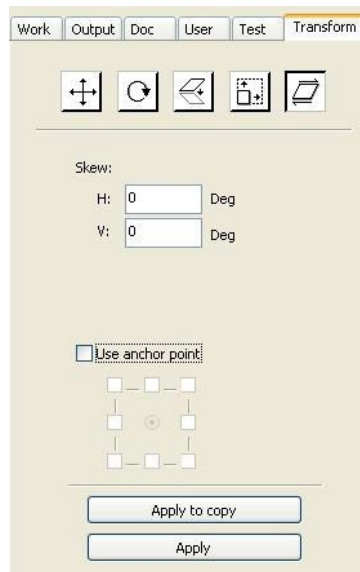 Work Output Doc User Test Transform
Skew:
H: 0 Deg
V: 0 Deg
Use anchor point
Apply to copy
Apply